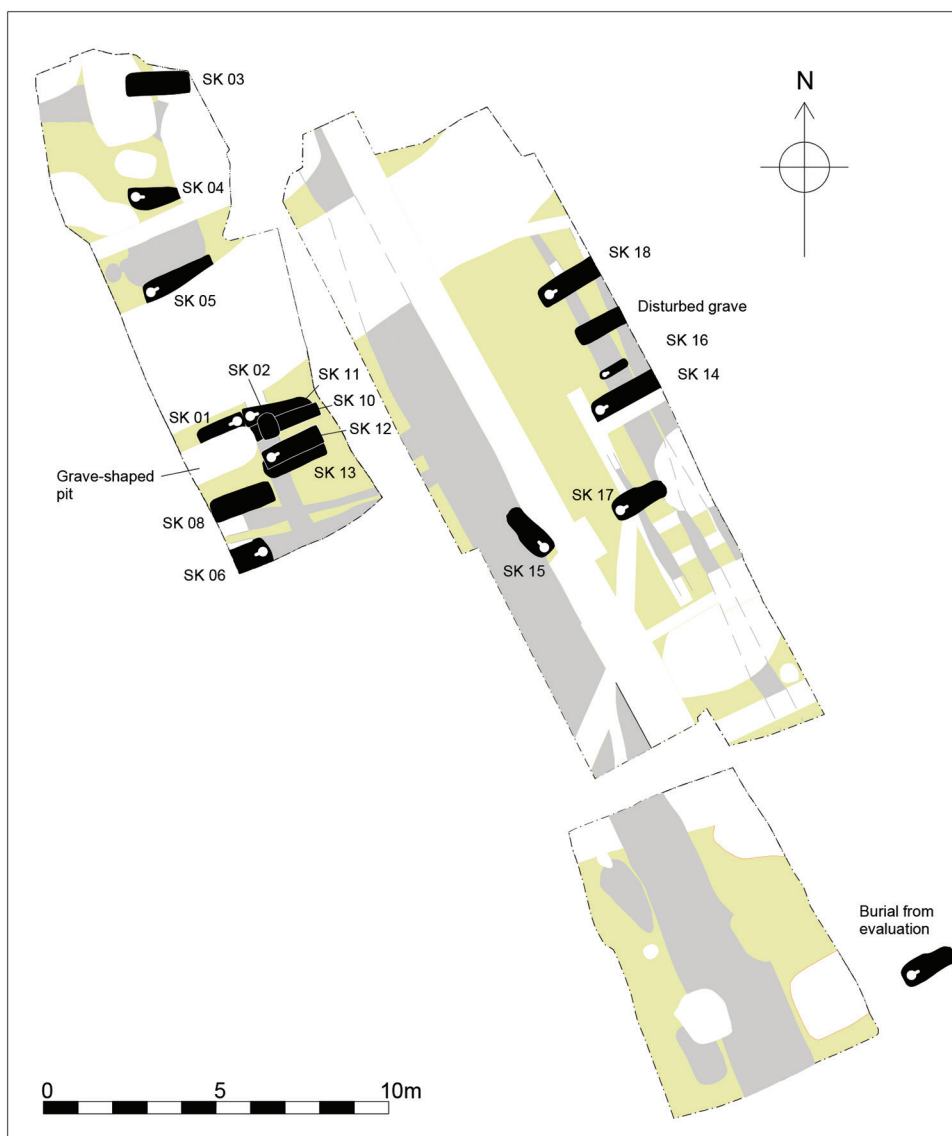 SK 03
N
SK 04
SK 18
SK 05
Disturbed grave
SK 16
SK 02
SK 11
SK 14
SK 01
SK 10
SK 12
Grave-shaped
pit
SK 13
SK 17
SK 08
SK 06
SK 15
Burial from
evaluation
0
5
10m